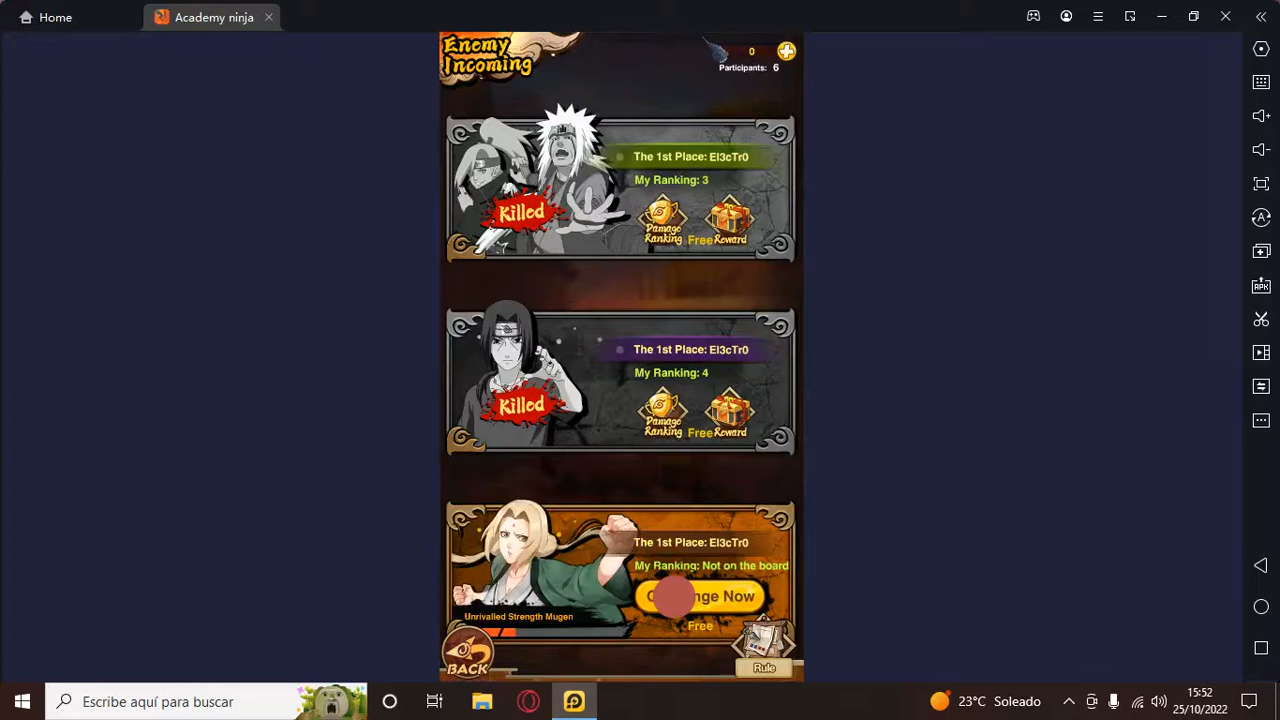 Home
Academy ninja
Enemy
Incoming
0
Participants: 6
The 1st Place: El3cTr0
My Ranking: 3
Killed
Damage
Ranking
Free
Reward
The 1st Place: El3cTr0
My Ranking: 4
Killed
Damage
Ranking
Free
Reward
The 1st Place: El3cTr0
My Ranking: Not on the board
Now
Unrivalled Strength Mugen
Free
BACK
Rule
APK
Escribe aquí para buscar
23°C Soleado
15:52
25/10/2022